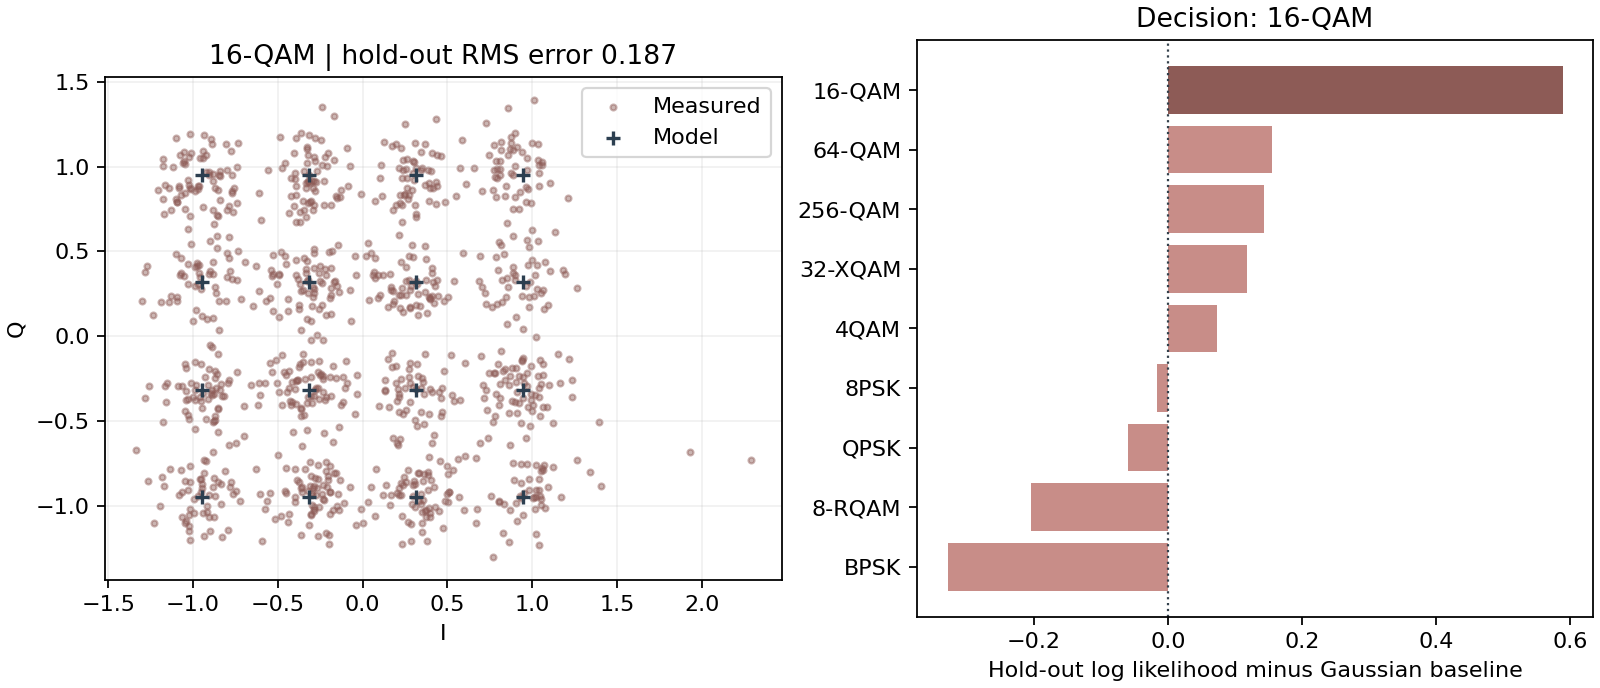 16-QAM | hold-out RMS error 0.187
Measured
Model
1.5
1.0
0.5
0.0
−0.5
−1.0
Q
−1.5
−1.0
−0.5
0.0
0.5
1.0
1.5
2.0
I
Decision: 16-QAM
16-QAM
64-QAM
256-QAM
32-XQAM
4QAM
8PSK
QPSK
8-RQAM
BPSK
−0.2
0.0
0.2
0.4
0.6
Hold-out log likelihood minus Gaussian baseline